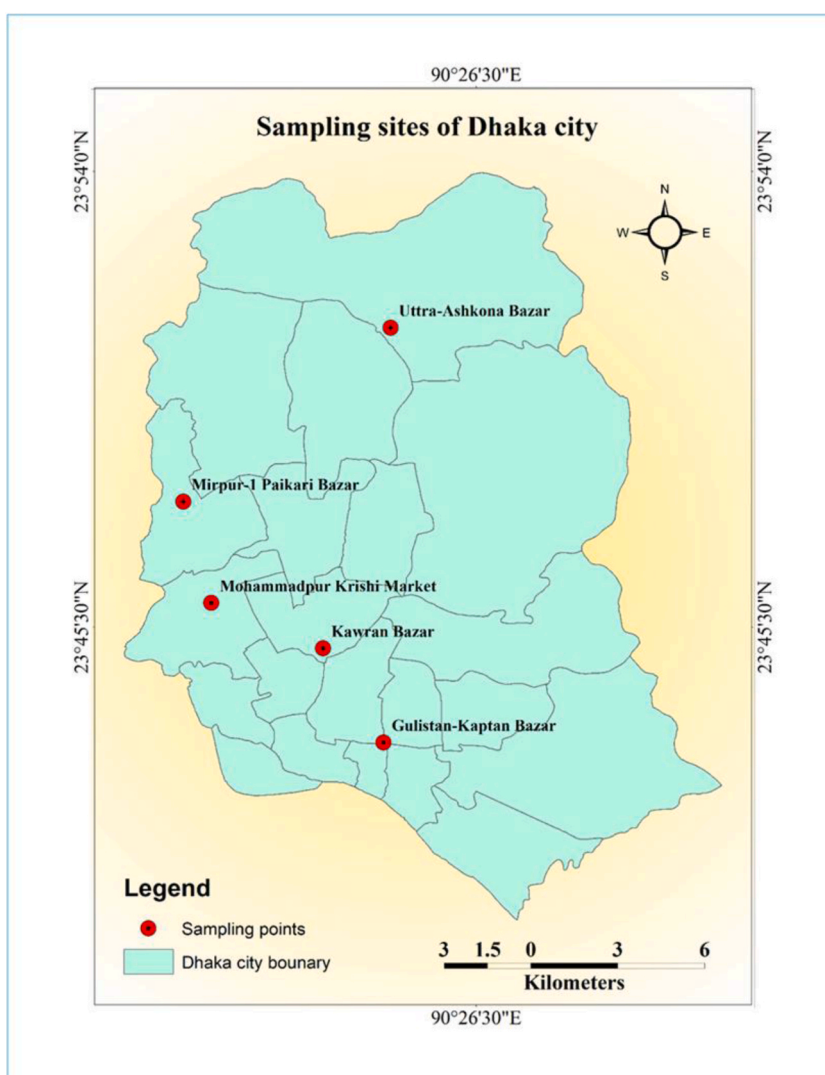 90°26'30"E
Sampling sites of Dhaka city
23°54'0"N
23°54'0"N
N
W
E
S
Uttra-Ashkona Bazar
Mirpur-1 Paikari Bazar
Mohammadpur Krishi Market
23°45'30"N
23°45'30"N
Kawran Bazar
Gulistan-Kaptan Bazar
Legend
Sampling points
Dhaka city bounary
3 1.5 0 3 6
Kilometers
90°26'30"E